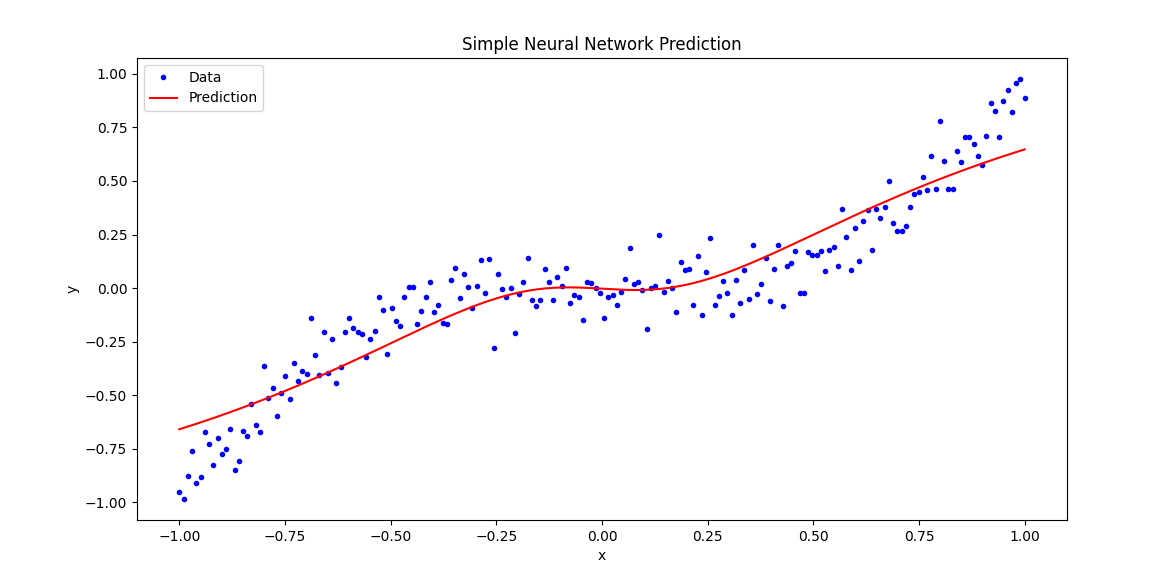 Simple Neural Network Prediction
Data
Prediction
1.00
0.75
0.50
0.25
0.00
−0.25
−0.50
−0.75
−1.00
y
−1.00 −0.75 −0.50 −0.25 0.00 0.25 0.50 0.75 1.00
x